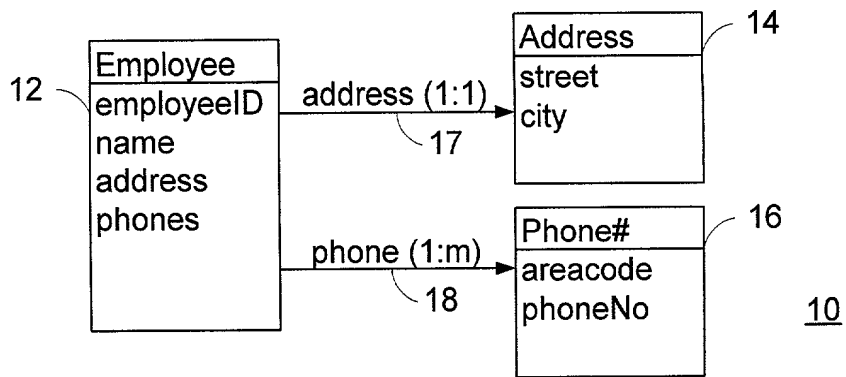 12
Employee
employeeID
name
address
phones
address (1:1)
17
Address
street
city
14
phone (1:m)
18
Phone#
areacode
phoneNo
16
10